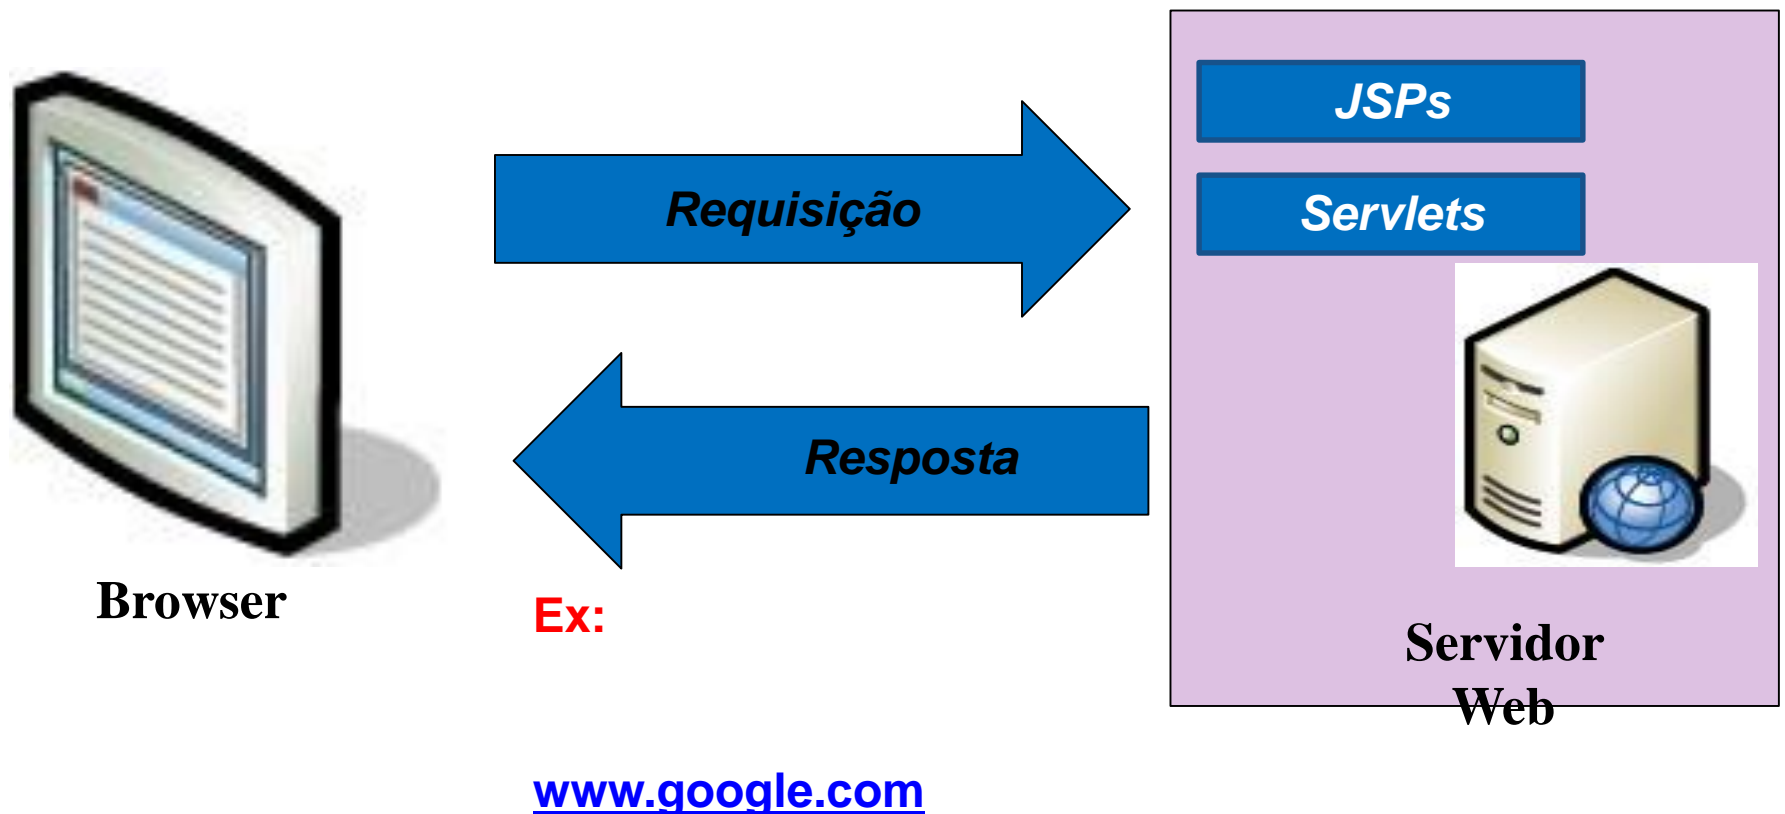 JSPs
Requisição
Servlets
Resposta
Browser
Ex:
Servidor
Web
www.google.com